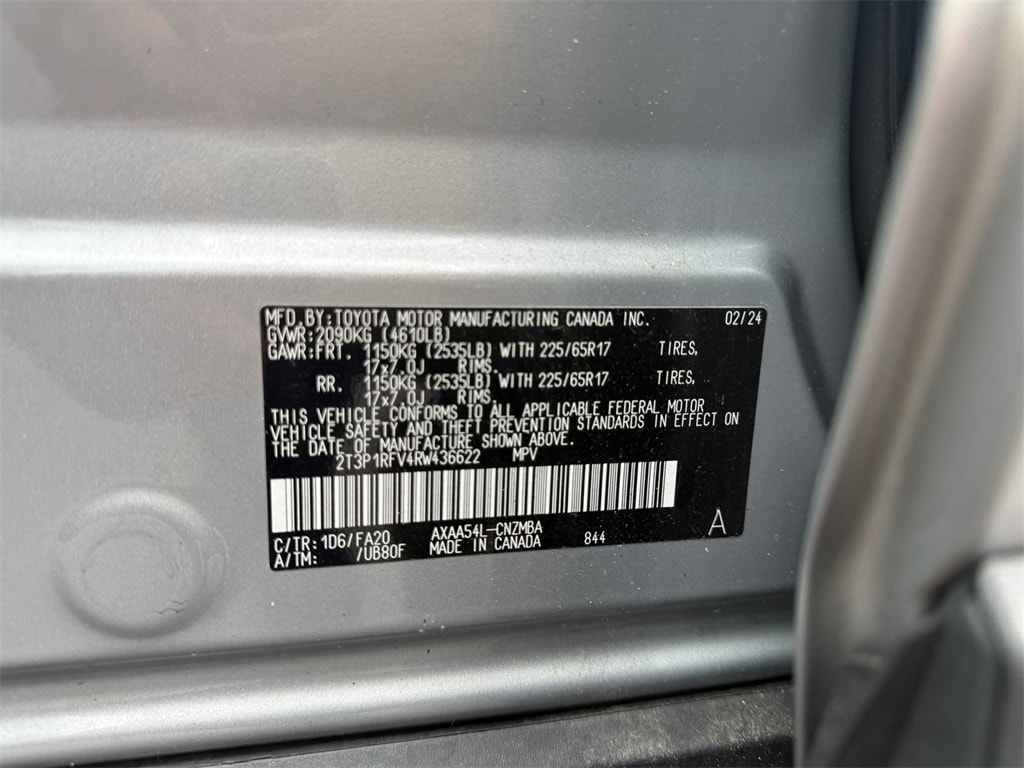 MFD. BY: TOYOTA MOTOR MANUFACTURING CANADA INC. 02/24
GVWR: 2090KG (4610LB)
GAWR: FRT. 1150KG (2535LB) WITH 225/65R17 TIRES,
17x7.0J RIMS.
RR. 1150KG (2535LB) WITH 225/65R17 TIRES,
17x7.0J RIMS.
THIS VEHICLE CONFORMS TO ALL APPLICABLE FEDERAL MOTOR
VEHICLE SAFETY AND THEFT PREVENTION STANDARDS IN EFFECT ON
THE DATE OF MANUFACTURE SHOWN ABOVE.
2T3P1RFV4RW436622 MPV
C/TR: 1D6/FA20 AXAA54L-CNZMBA 844 A
A/TM: /UB80F MADE IN CANADA